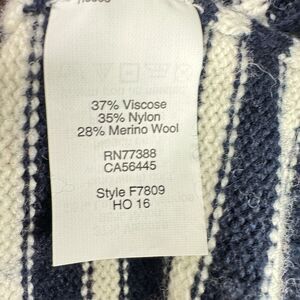 37% Viscose
35% Nylon
28% Merino Wool
RN77388
CA56445
Style F7809
HO 16